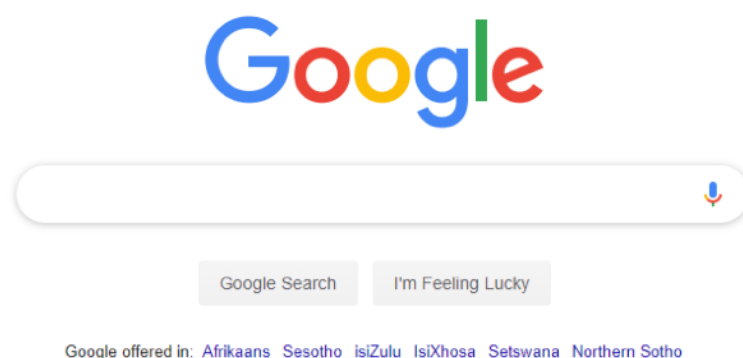 Google
Google Search I'm Feeling Lucky
Google offered in: Afrikaans Sesotho isiZulu IsiXhosa Setswana Northern Sotho